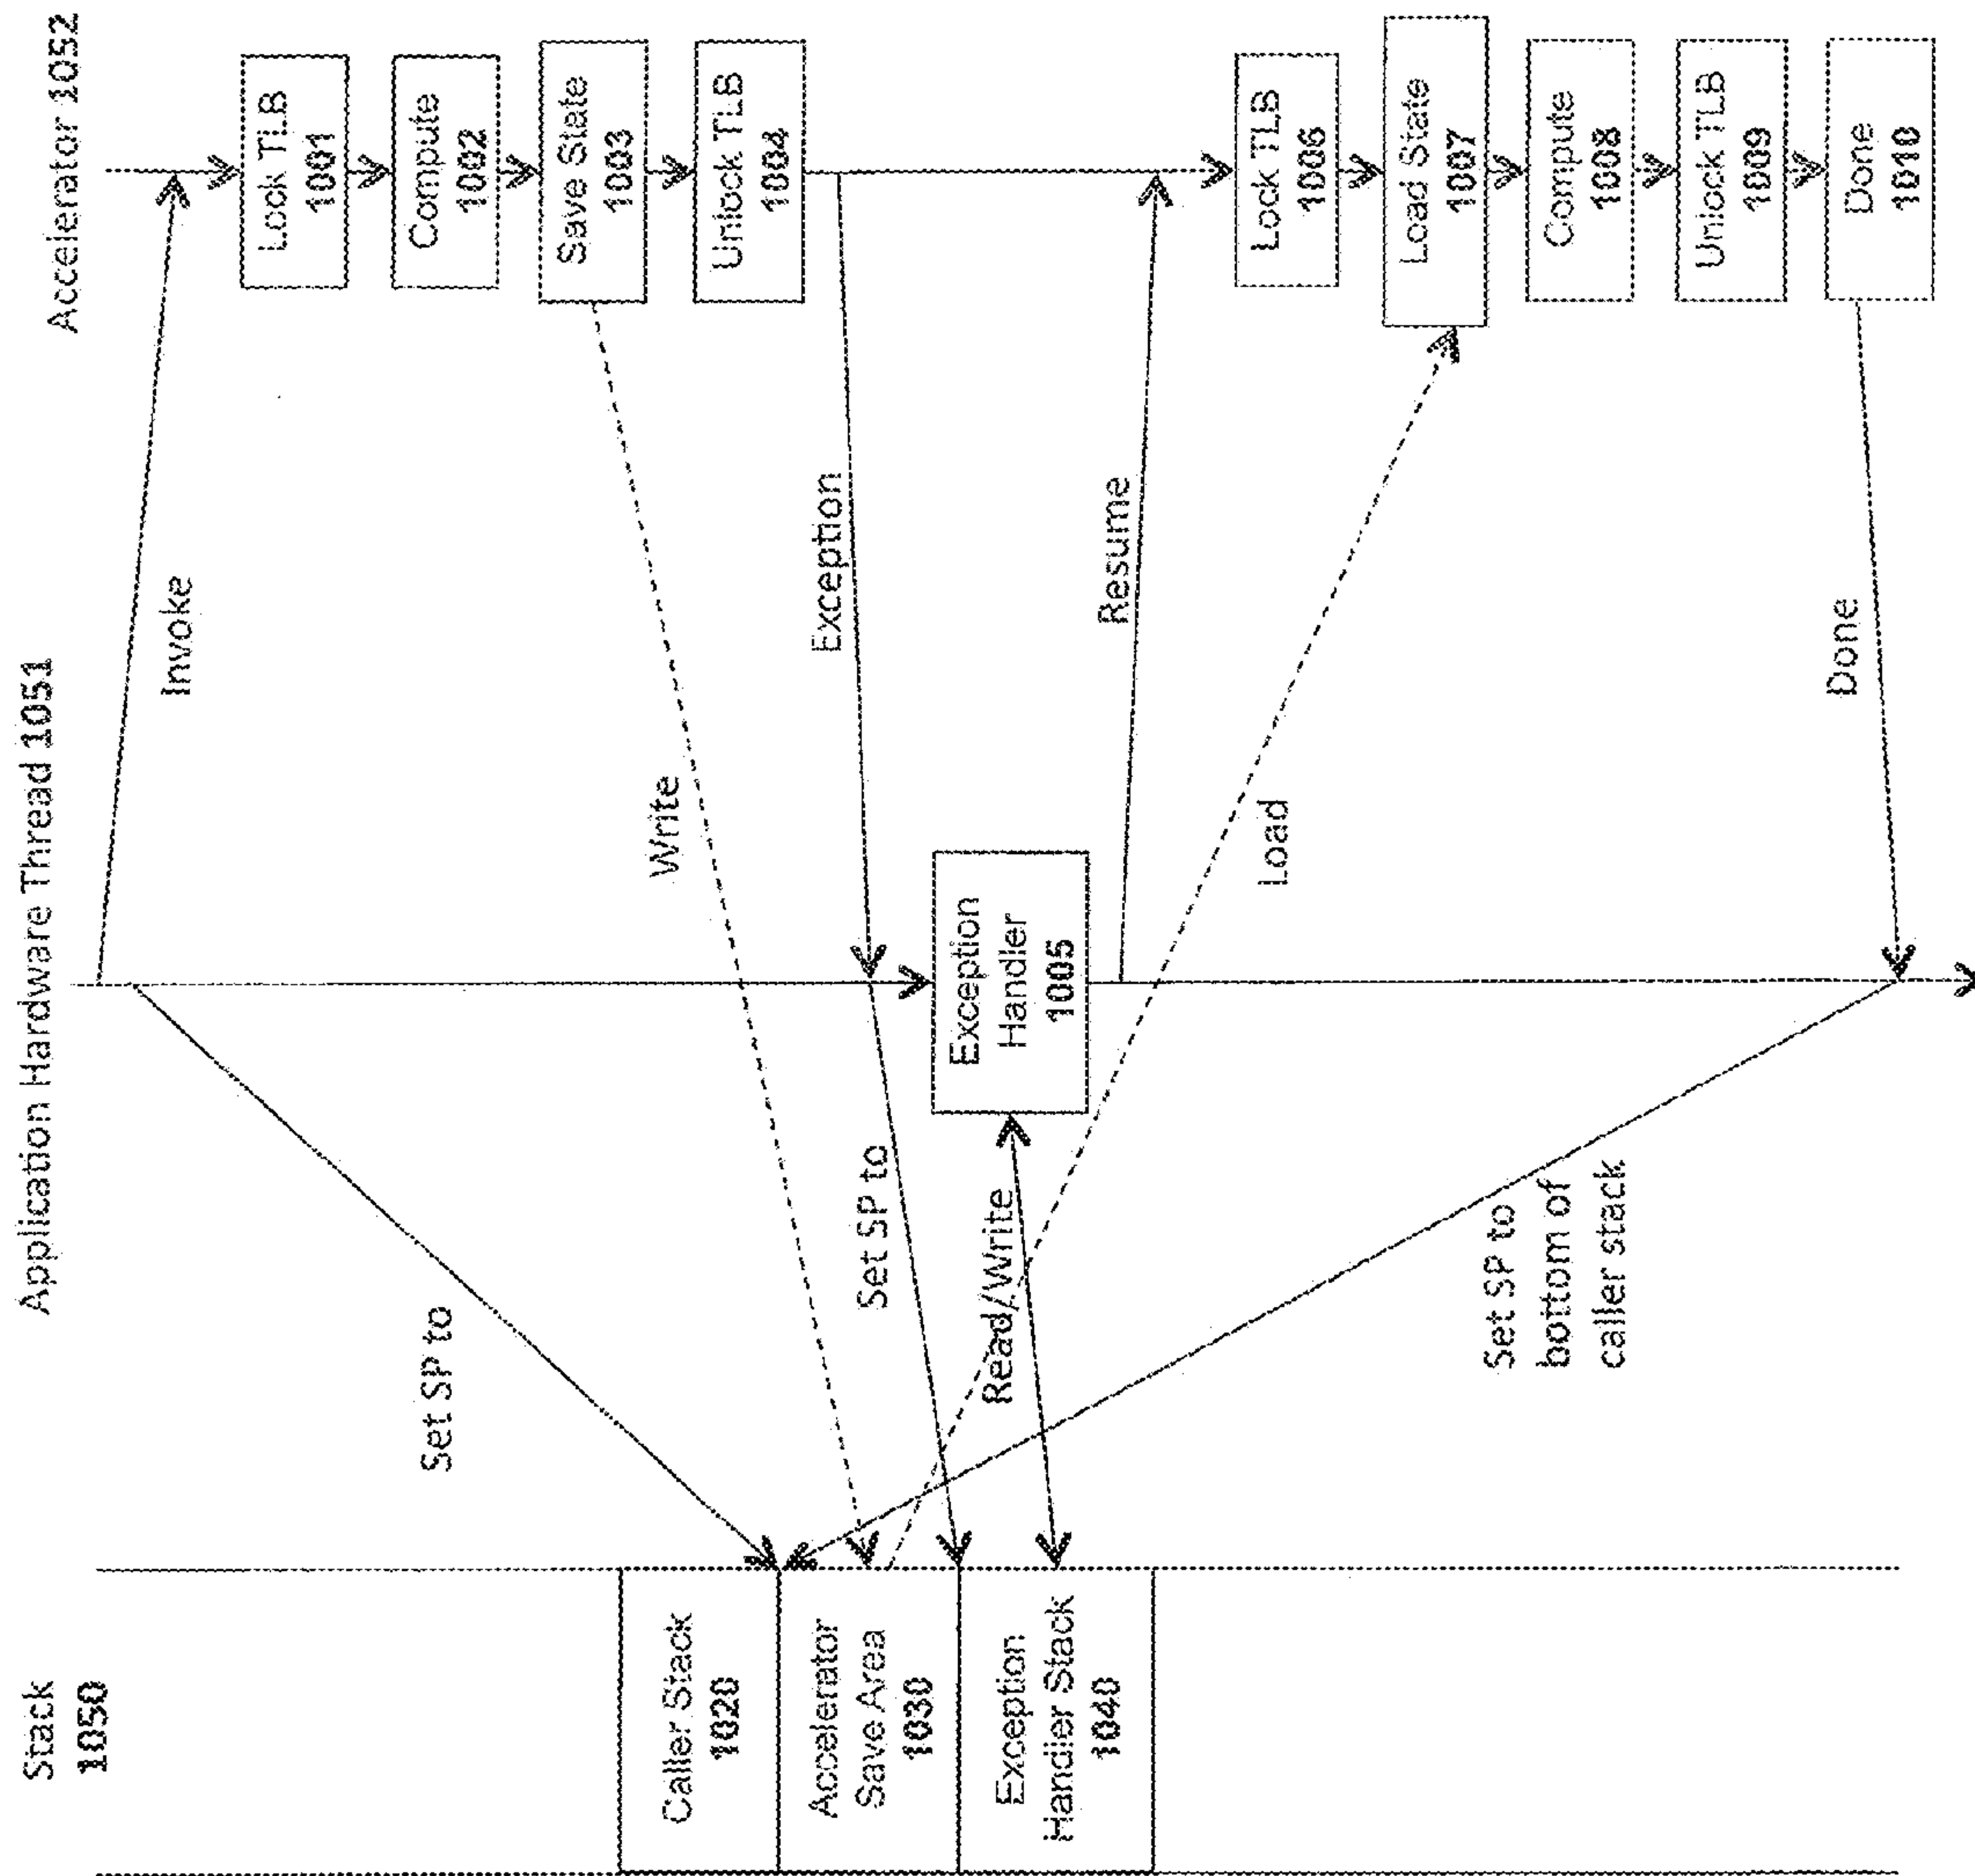 Stack
1050
Application Hardware Thread 1051
Accelerator 1052
Invoke
Set SP to
Lock TLB
1001
Compute
1002
Save State
1003
Unlock TLB
1004
Write
Exception
Caller Stack
1020
Accelerator
Save Area
1030
Exception
Handler Stack
1040
Set SP to
Read/Write
Exception
Handler
1005
Resume
Load
Lock TLB
1006
Load State
1007
Compute
1008
Unlock TLB
1009
Done
1010
Set SP to
bottom of
caller stack
Done